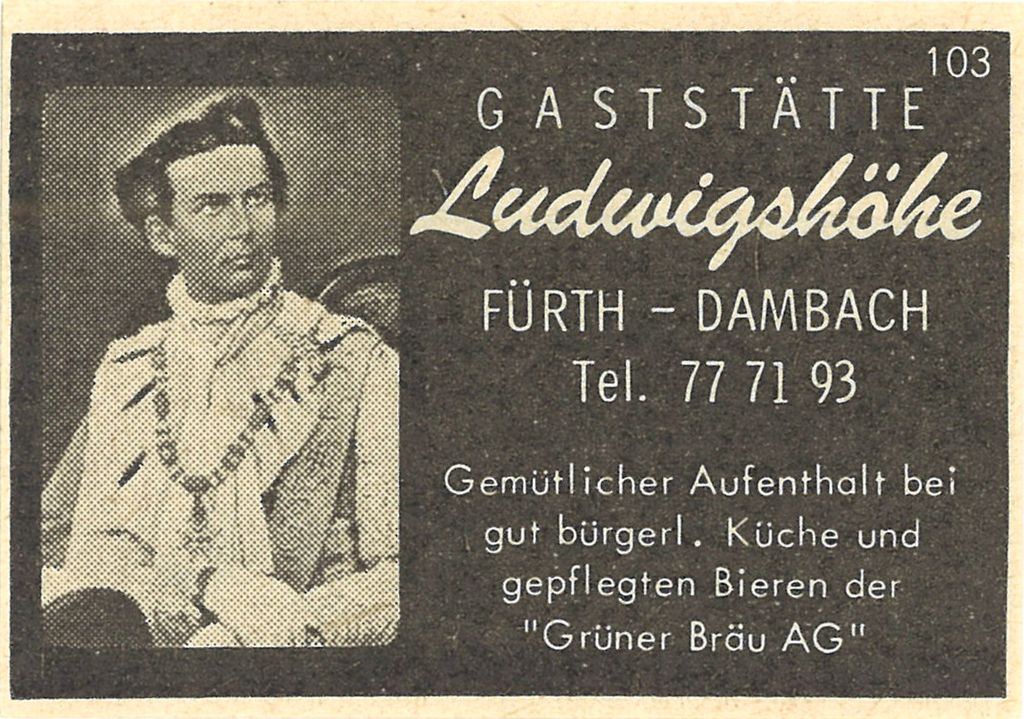 103
GASTSTÄTTE
Ludwigshöhe
FÜRTH - DAMBACH
Tel. 77 71 93
Gemütlicher Aufenthalt bei
gut bürgerl. Küche und
gepflegten Bieren der
"Grüner Bräu AG"